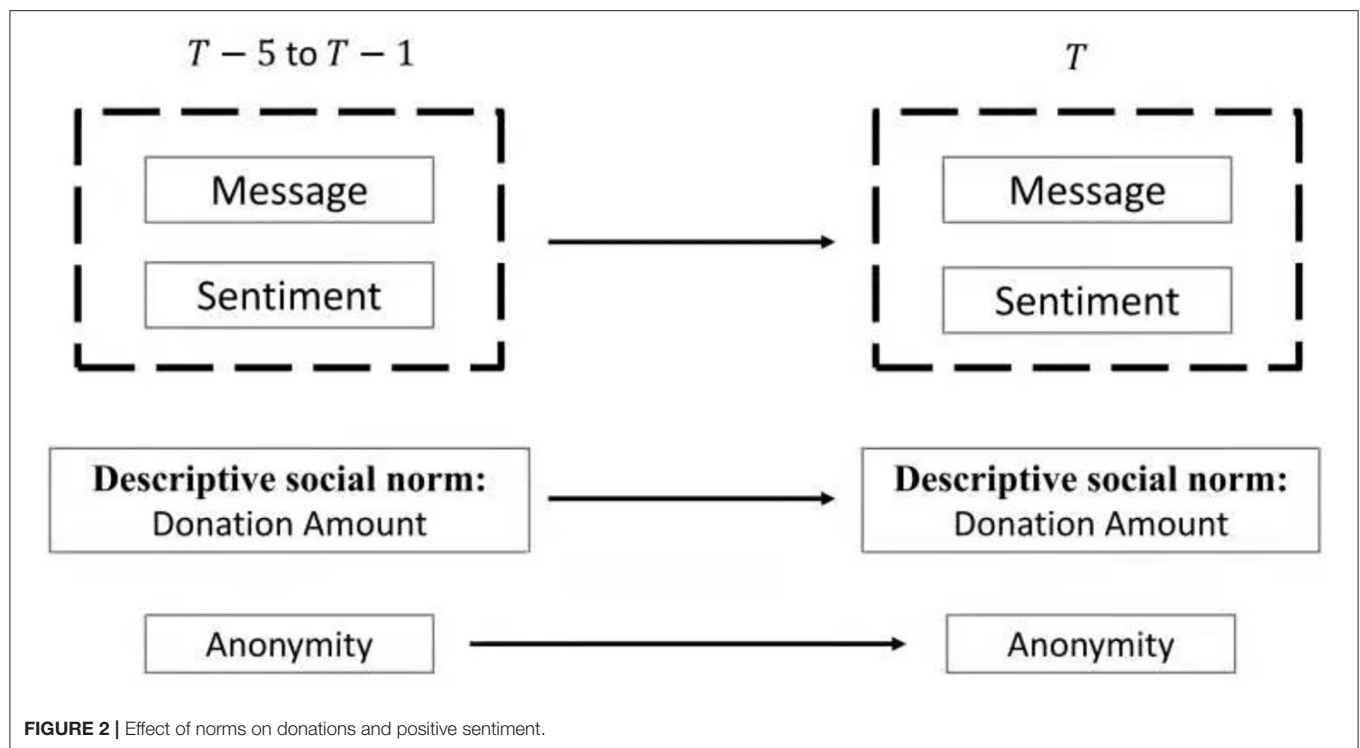 T − 5 to T − 1
T
Message
Message
Sentiment
Sentiment
Descriptive social norm:
Donation Amount
Descriptive social norm:
Donation Amount
Anonymity
Anonymity
FIGURE 2 | Effect of norms on donations and positive sentiment.